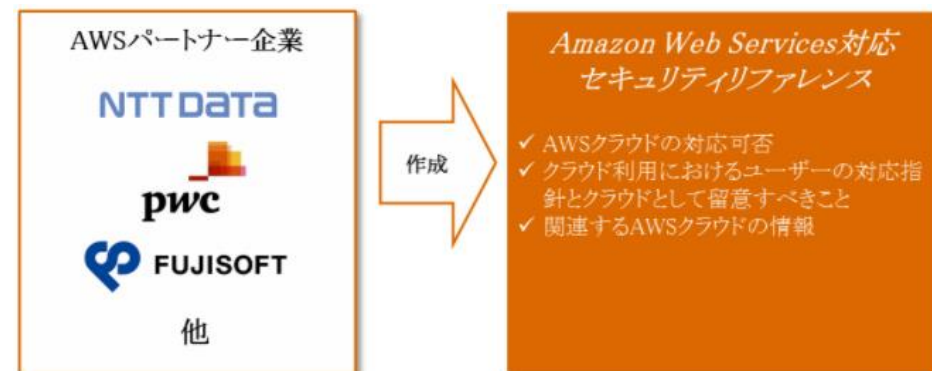 AWSパートナー企業
NTT DATA
pwc
FUJISOFT
他
作成
Amazon Web Services対応
セキュリティリファレンス
✓ AWSクラウドの対応可否
✓ クラウド利用におけるユーザーの対応指
針とクラウドとして留意すべきこと
✓ 関連するAWSクラウドの情報